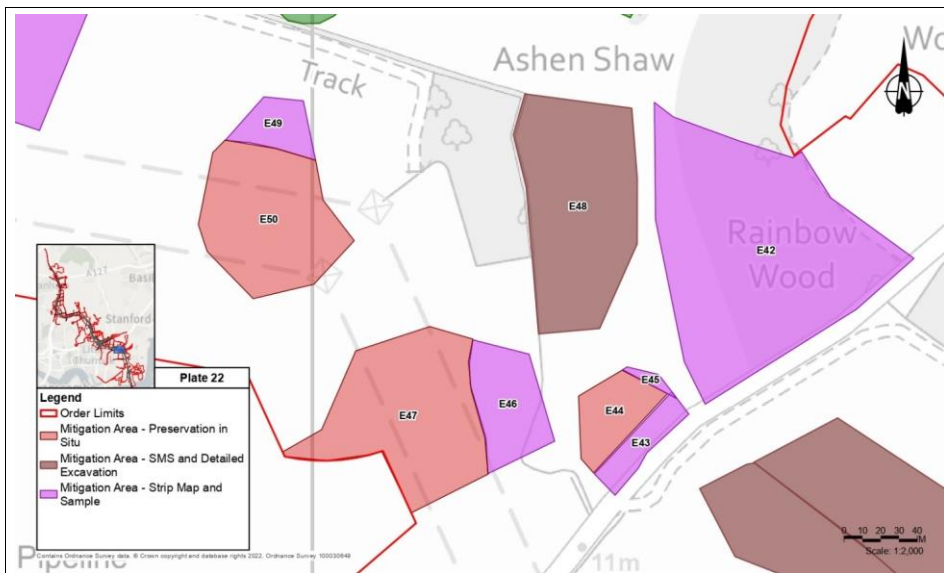 Ashen Shaw
Wo
N
Track
E49
E50
E48
E42
Rainbow
Wood
E47
E46
E45
E44
E43
A127
Basil
Stanford
Plate 22
Legend
Order Limits
Mitigation Area - Preservation in
Situ
Mitigation Area - SMS and Detailed
Excavation
Mitigation Area - Strip Map and
Sample
0 10 20 30 40
M
Scale: 1:2,000
11m
Pipeline
Contains Ordnance Survey data. © Crown copyright and database rights 2022. Ordnance Survey 100030649